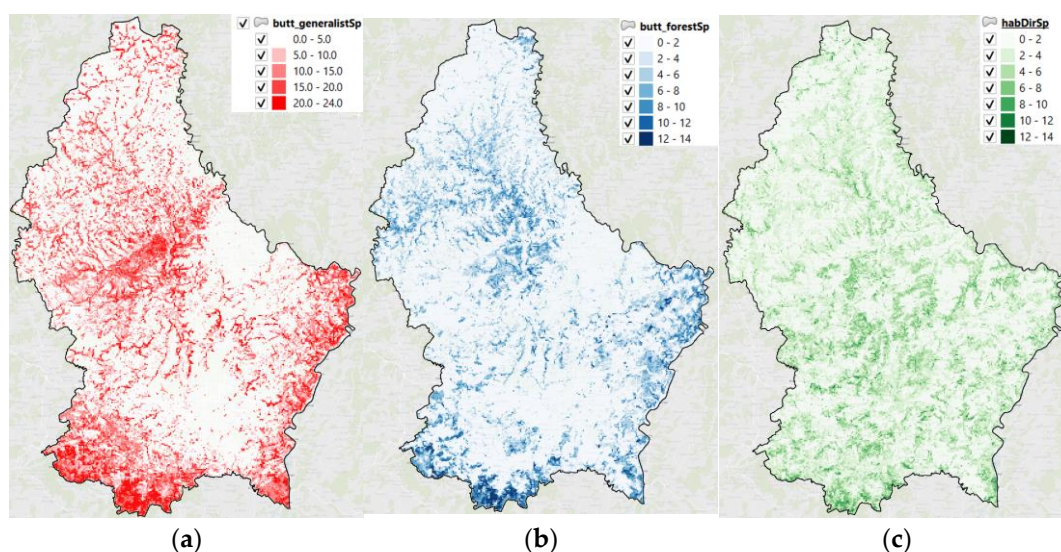 butt_generalistSp
0.0 - 5.0
5.0 - 10.0
10.0 - 15.0
15.0 - 20.0
20.0 - 24.0
butt_forestSp
0 - 2
2 - 4
4 - 6
6 - 8
8 - 10
10 - 12
12 - 14
habDirSp
0 - 2
2 - 4
4 - 6
6 - 8
8 - 10
10 - 12
12 - 14
(a)
(b)
(c)